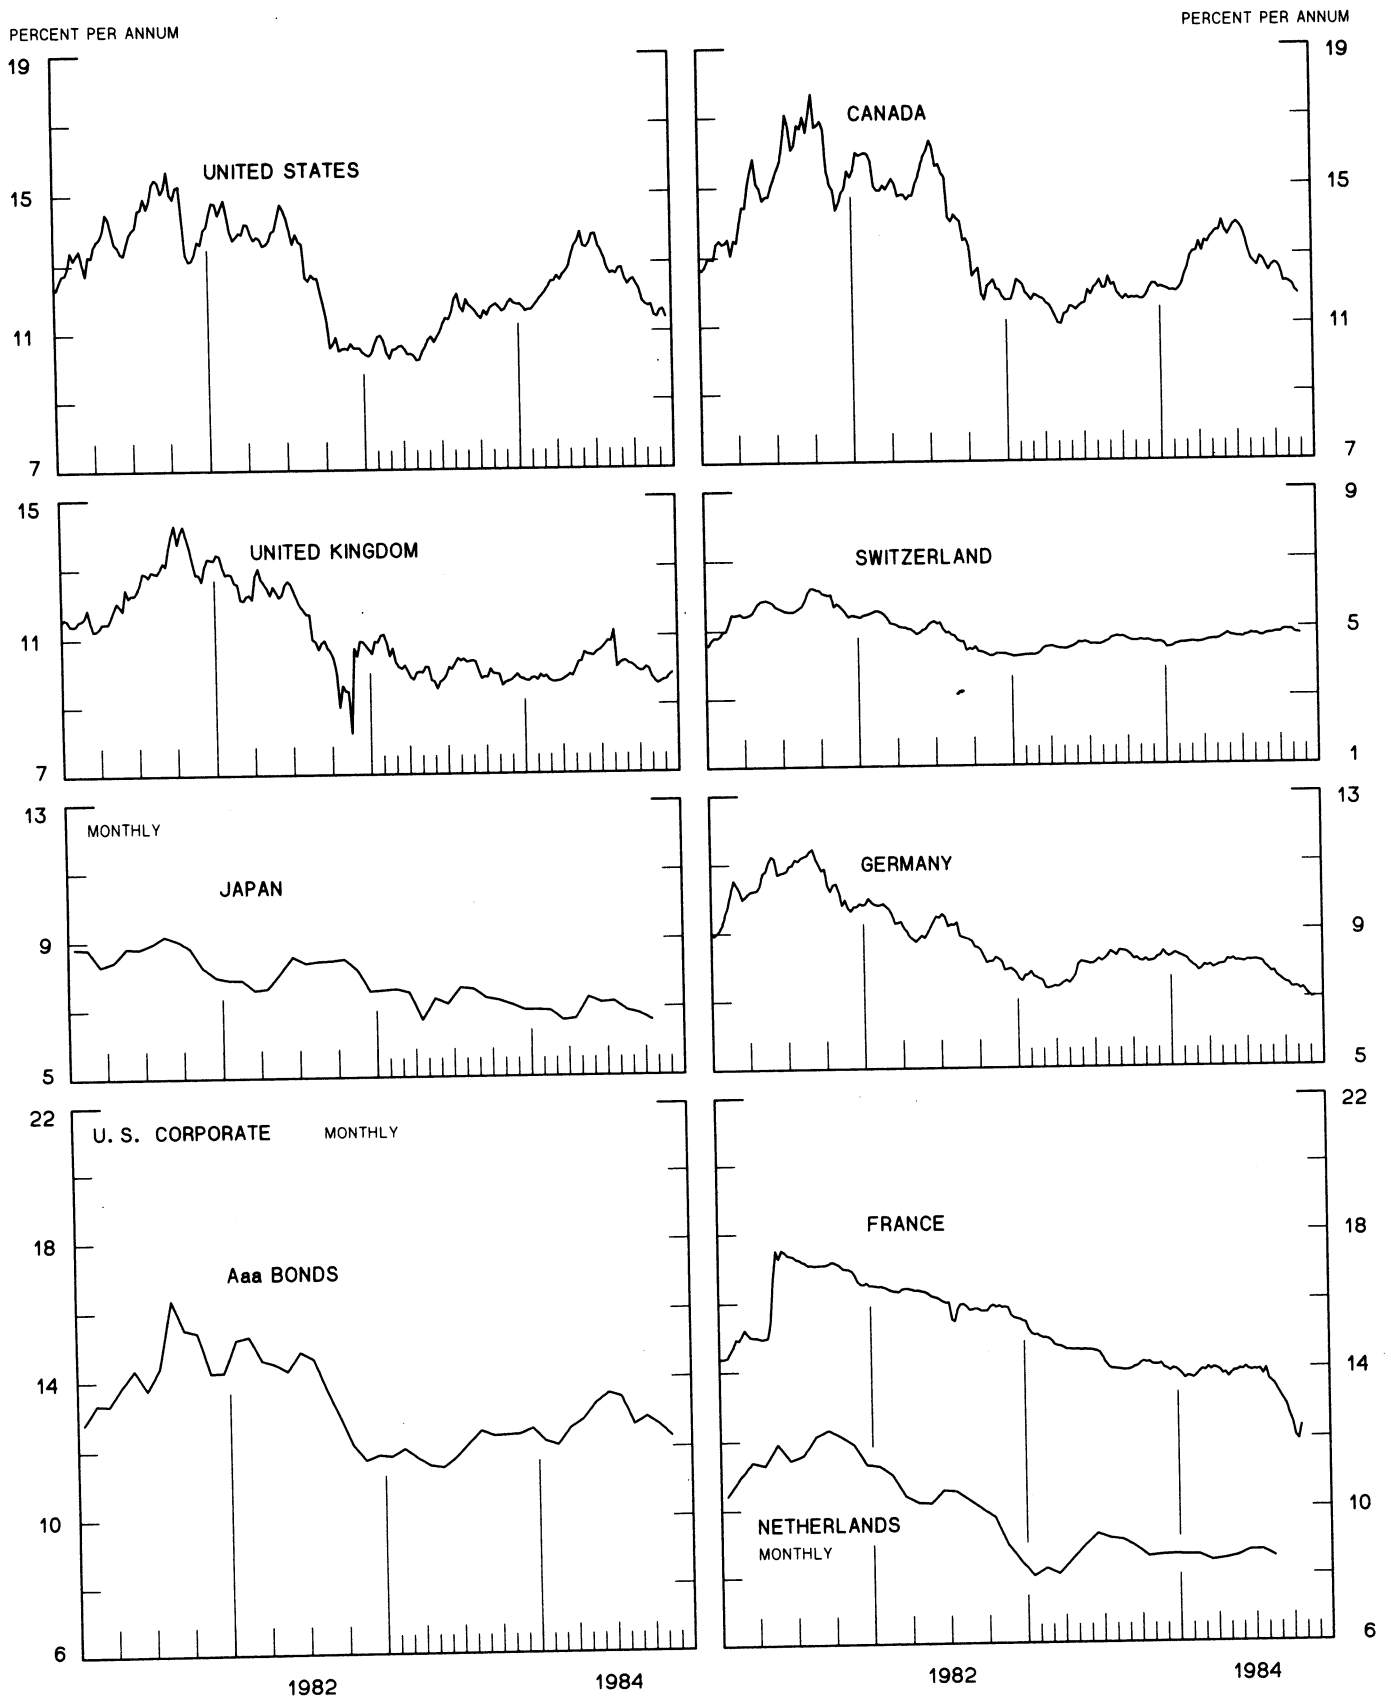 PERCENT PER ANNUM
PERCENT PER ANNUM
19
15
11
7
UNITED STATES
CANADA
19
15
11
7
15
11
7
UNITED KINGDOM
SWITZERLAND
9
5
1
13
9
5
MONTHLY
JAPAN
GERMANY
13
9
5
22
18
14
10
6
U. S. CORPORATE MONTHLY
Aaa BONDS
1982 1984
FRANCE
NETHERLANDS
MONTHLY
22
18
14
10
6
1982 1984